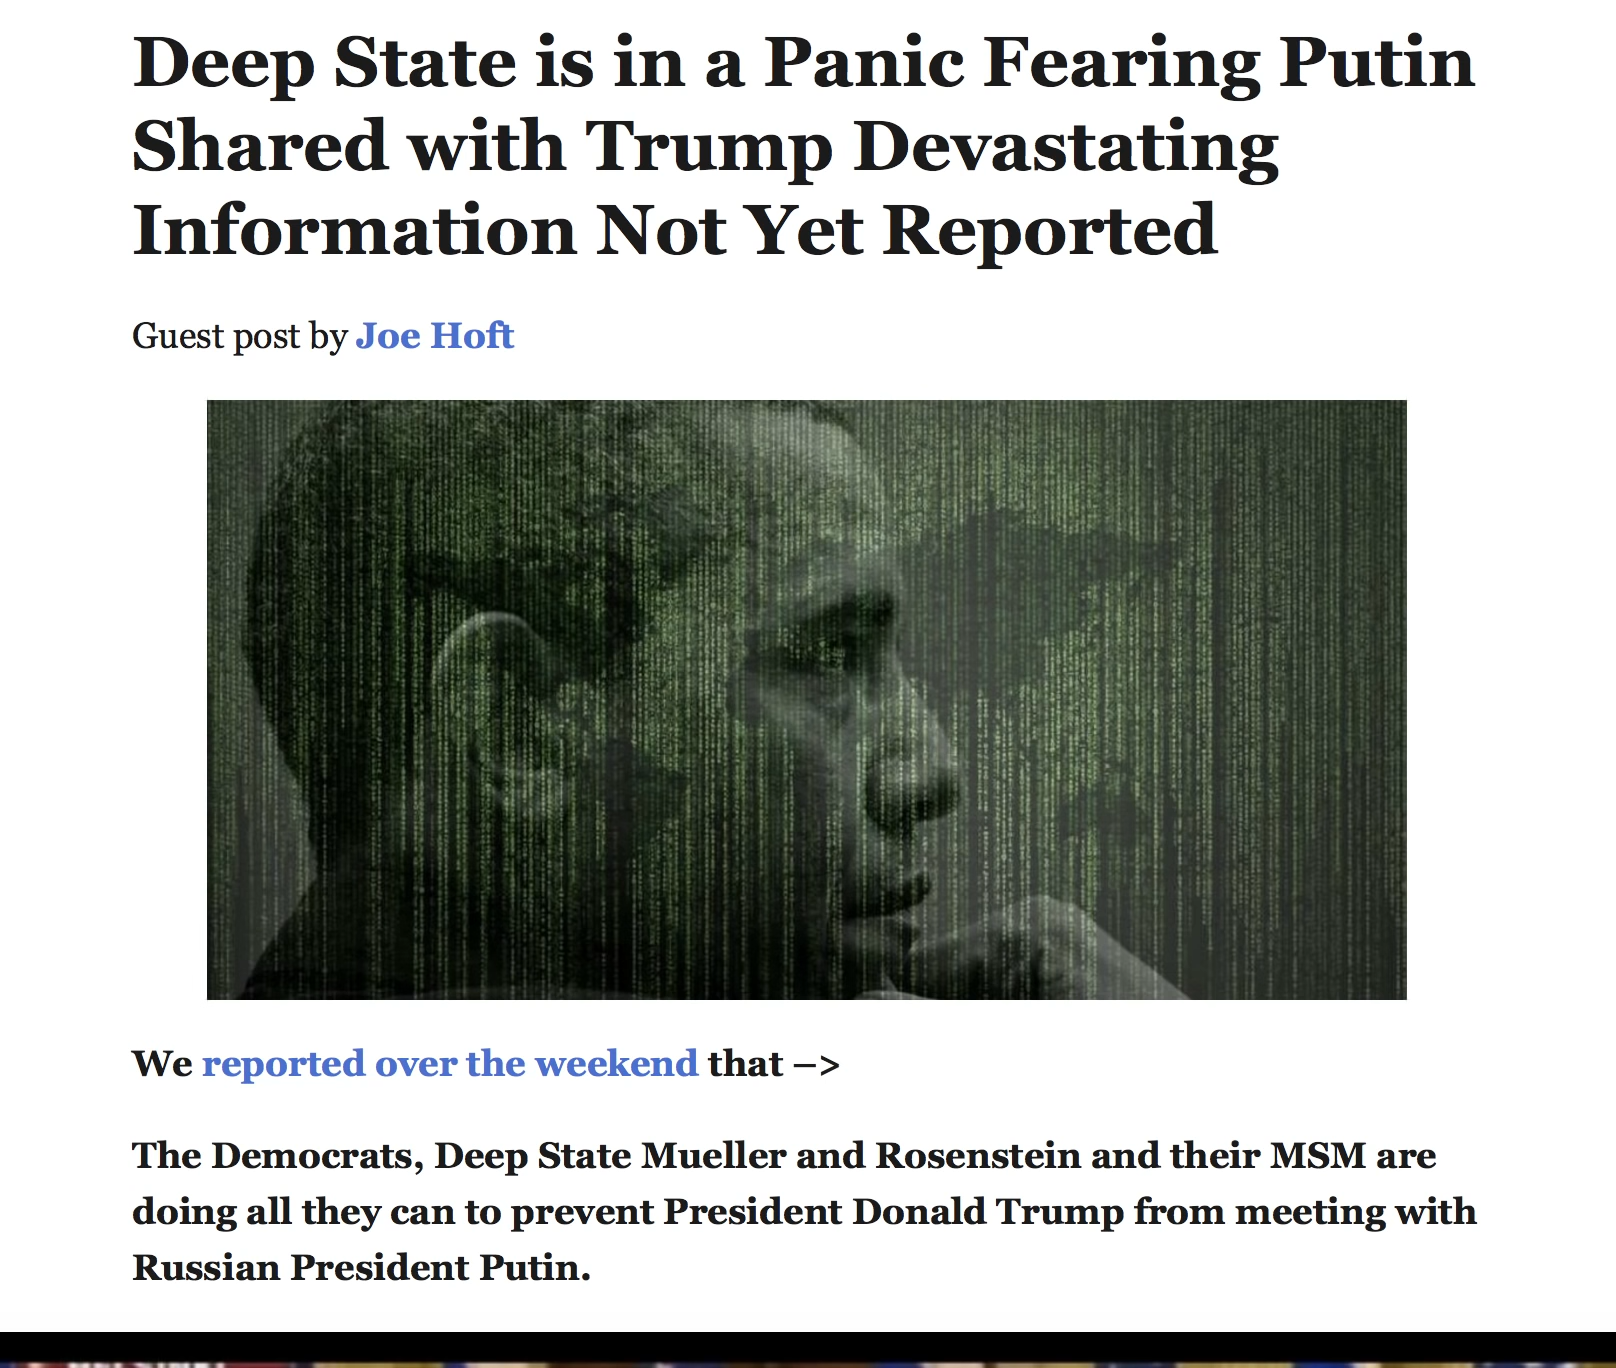 Deep State is in a Panic Fearing Putin
Shared with Trump Devastating
Information Not Yet Reported
Guest post by Joe Hoft
We reported over the weekend that –>
The Democrats, Deep State Mueller and Rosenstein and their MSM are
doing all they can to prevent President Donald Trump from meeting with
Russian President Putin.